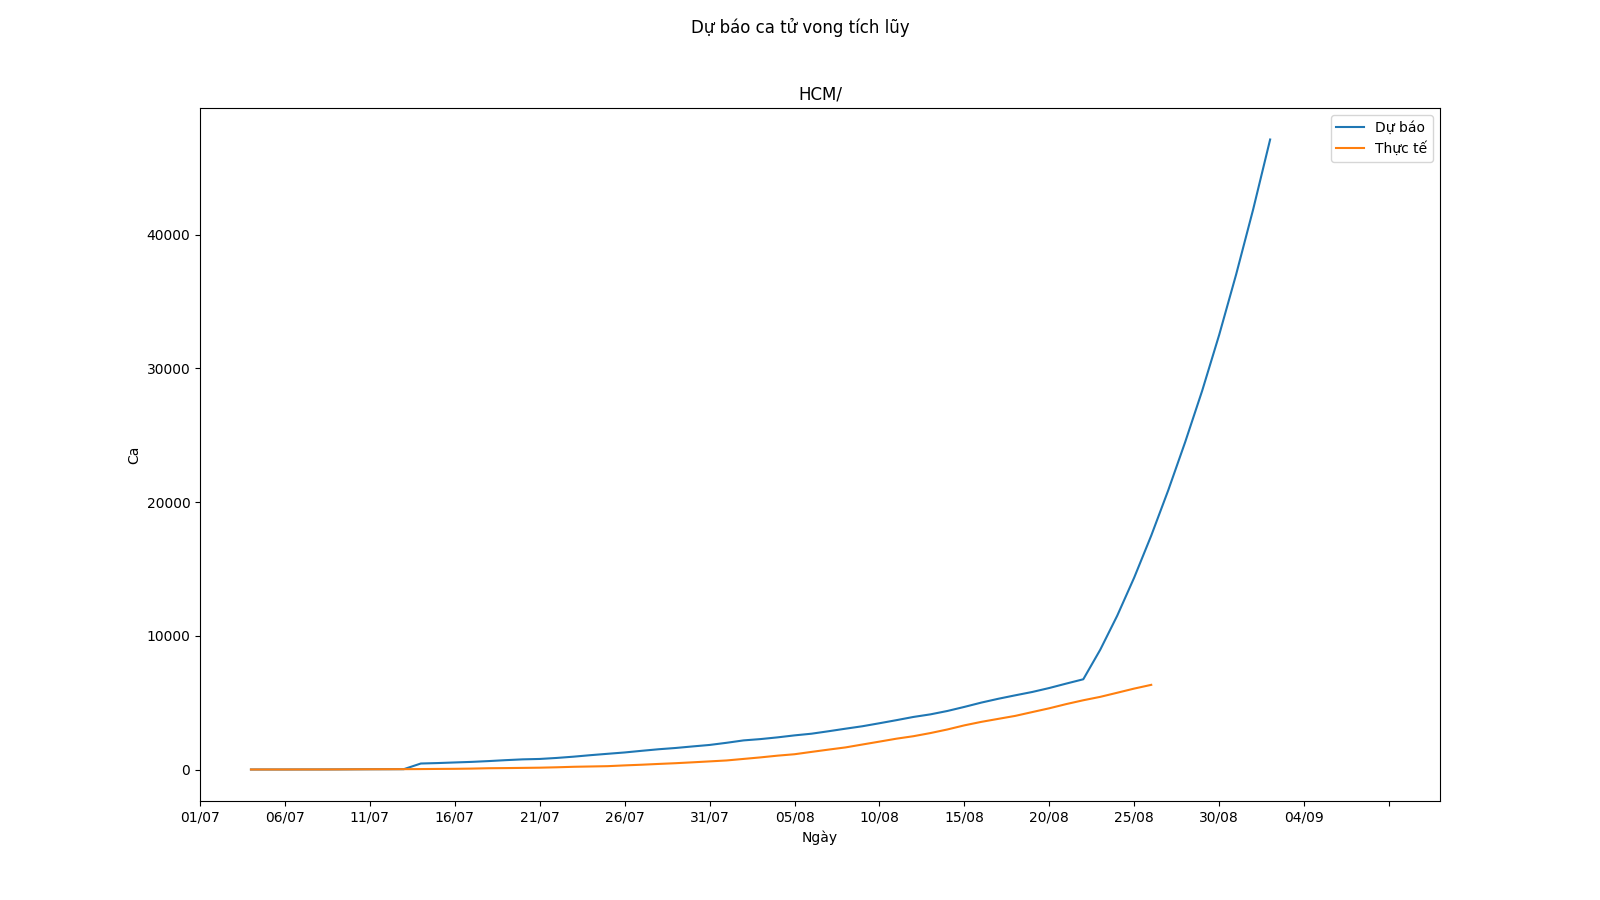 Dự báo ca tử vong tích lũy
HCM/
Dự báo
Thực tế
Ca
40000
30000
20000
10000
0
01/07 06/07 11/07 16/07 21/07 26/07 31/07 05/08 10/08 15/08 20/08 25/08 30/08 04/09
Ngày